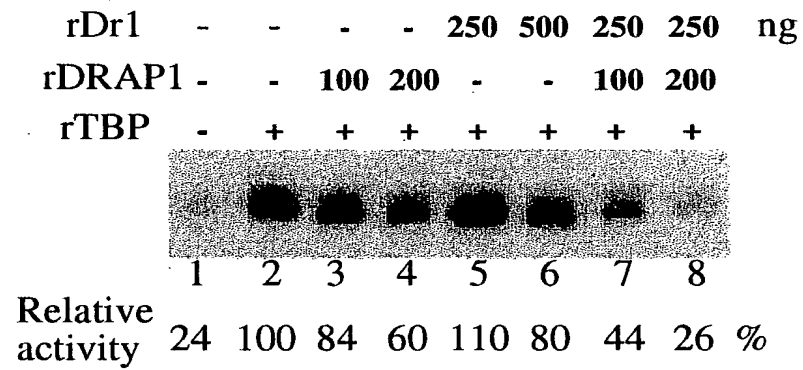 rDr1 - - - - 250 500 250 250 ng
rDRAP1 - - 100 200 - - 100 200
rTBP - + + + + + + +
1 2 3 4 5 6 7 8
Relative
activity 24 100 84 60 110 80 44 26 %